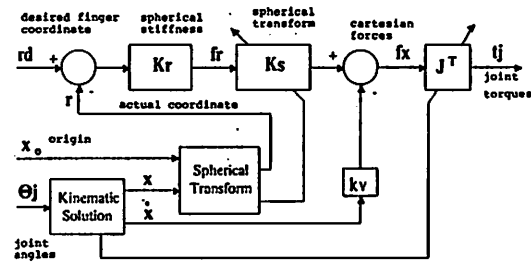 desired finger
coordinate
spherical
stiffness
spherical
transform
cartesian
forces
rd
+
Kr
fr
Ks
+
fx
J^T
tj
joint
torques
r
actual coordinate
x_o origin
Spherical
Transform
kv
Θj
Kinematic
Solution
x
ẋ
joint
angles